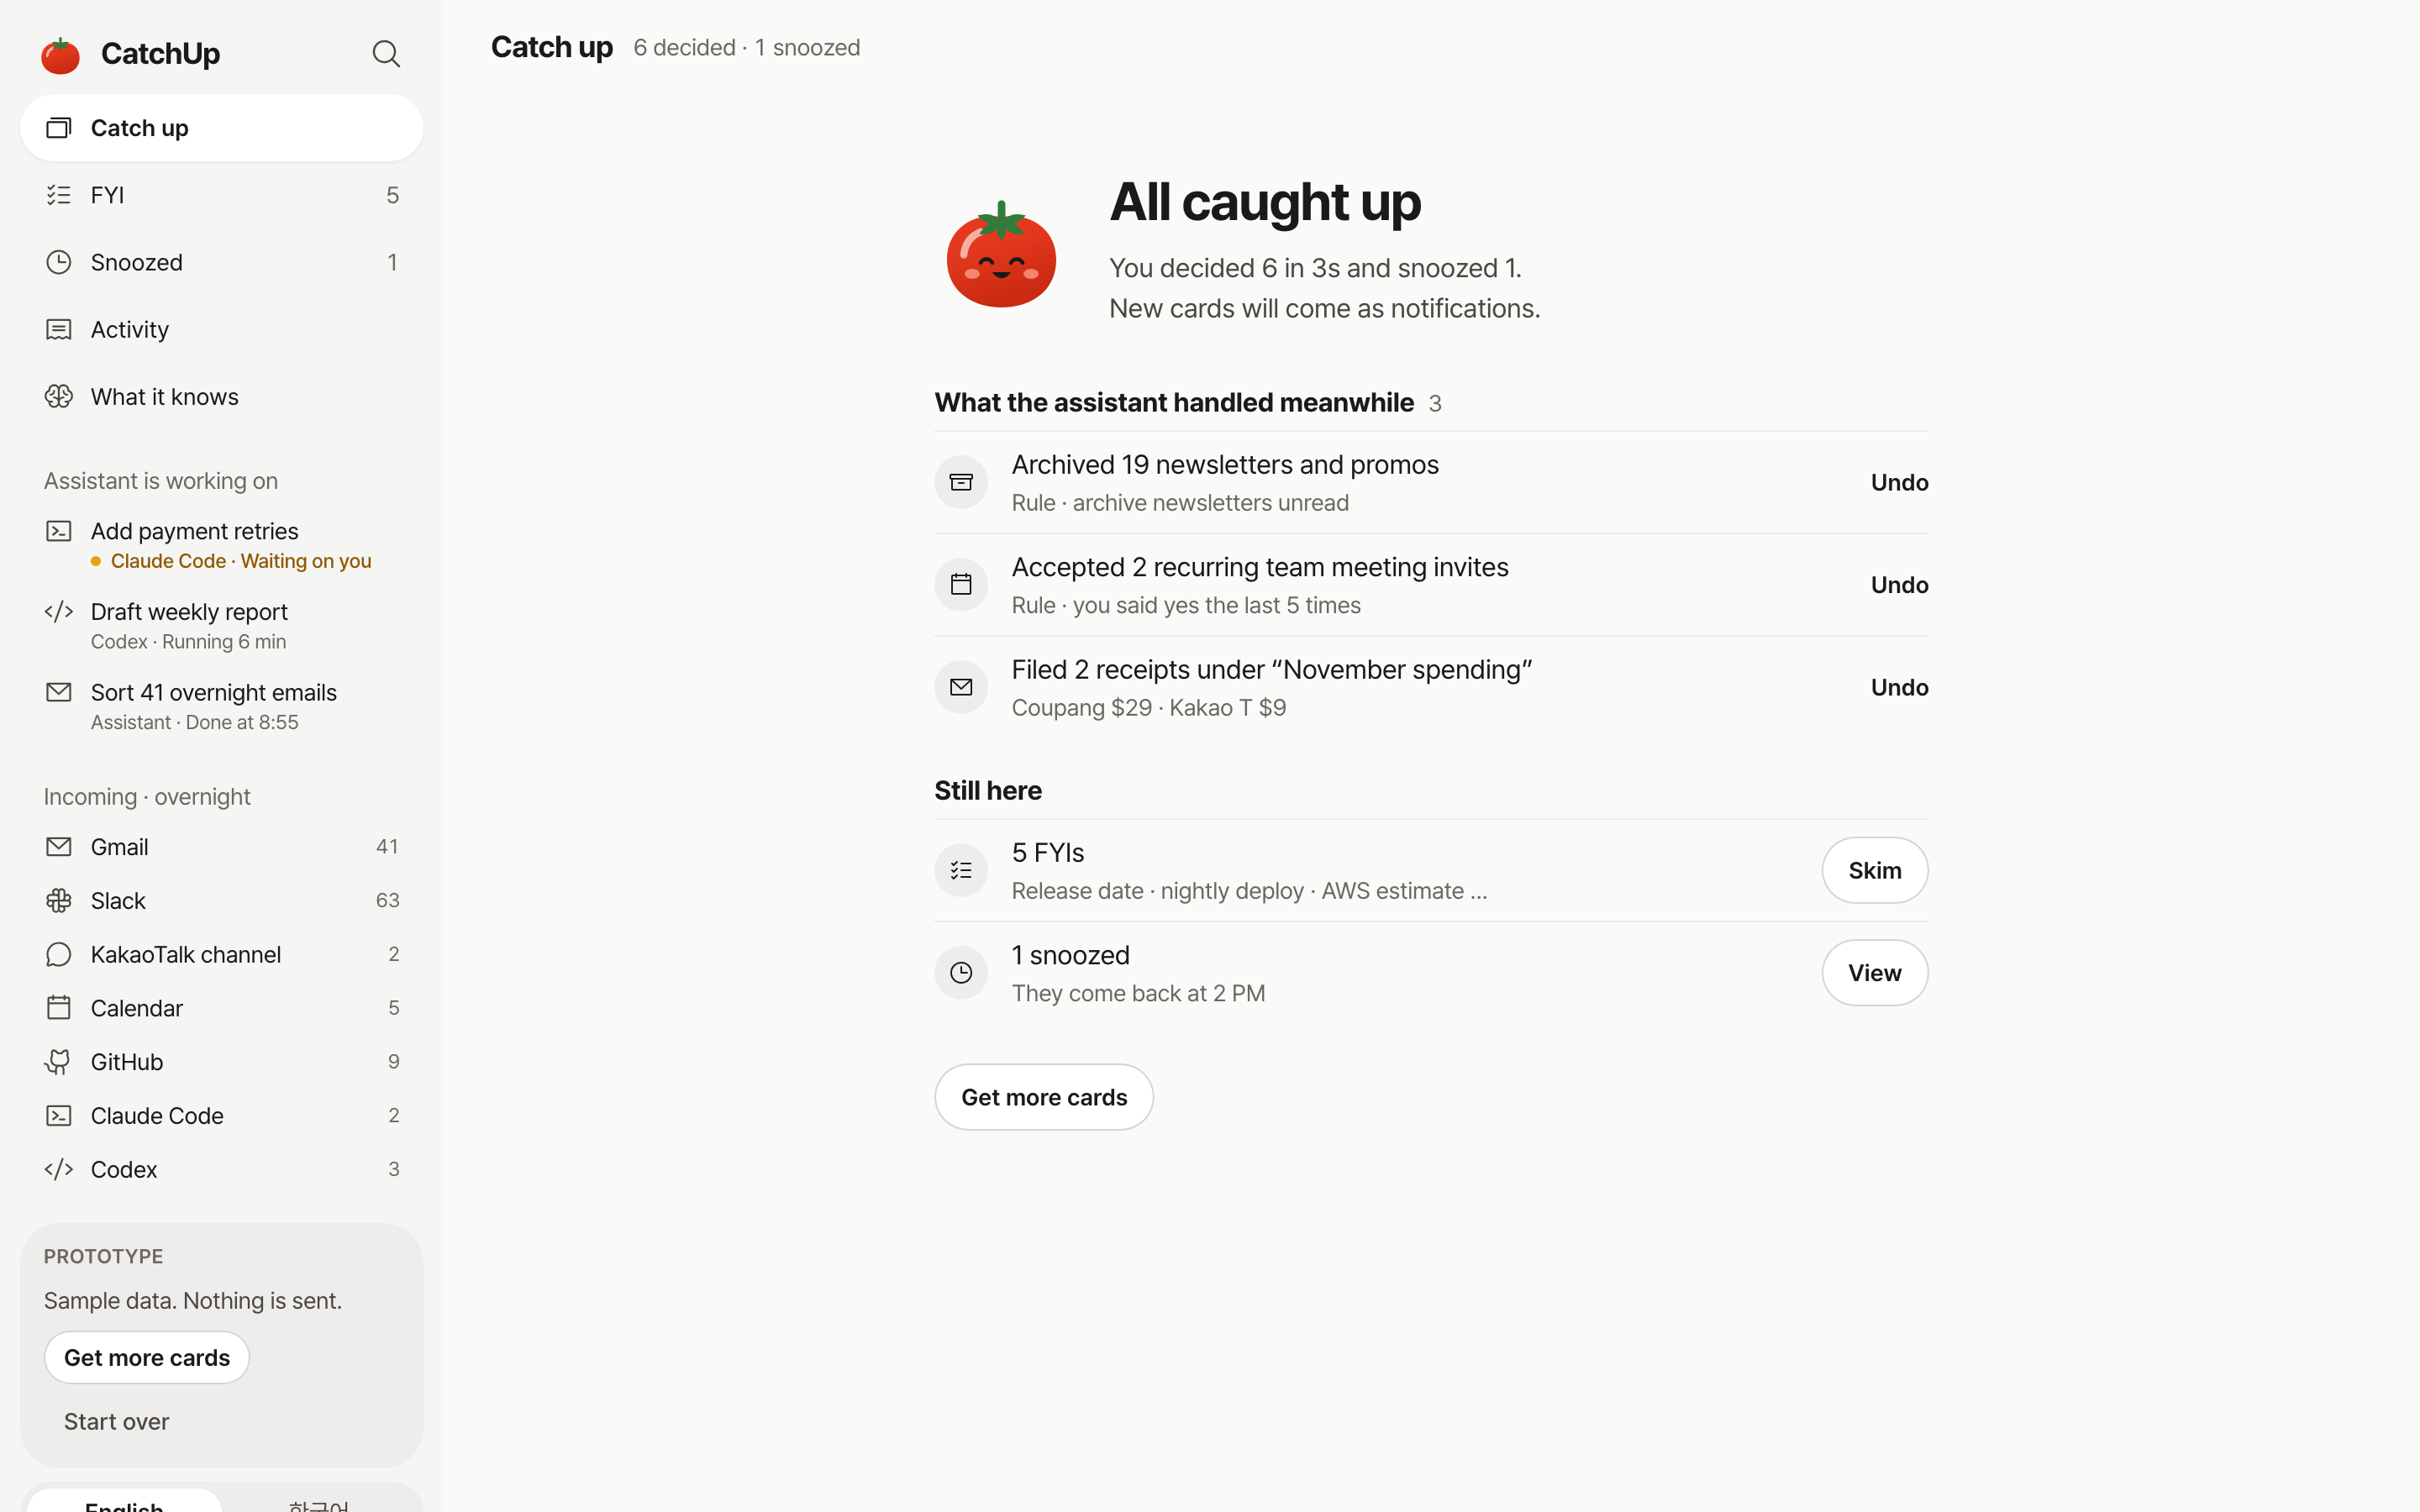 CatchUp
Catch up
FYI 5
Snoozed 1
Activity
What it knows
Assistant is working on
Add payment retries
Claude Code · Waiting on you
Draft weekly report
Codex · Running 6 min
Sort 41 overnight emails
Assistant · Done at 8:55
Incoming · overnight
Gmail 41
Slack 63
KakaoTalk channel 2
Calendar 5
GitHub 9
Claude Code 2
Codex 3
PROTOTYPE
Sample data. Nothing is sent.
Get more cards
Start over
English 한국어
Catch up 6 decided · 1 snoozed
All caught up
You decided 6 in 3s and snoozed 1.
New cards will come as notifications.
What the assistant handled meanwhile 3
Archived 19 newsletters and promos
Rule · archive newsletters unread
Undo
Accepted 2 recurring team meeting invites
Rule · you said yes the last 5 times
Undo
Filed 2 receipts under “November spending”
Coupang $29 · Kakao T $9
Undo
Still here
5 FYIs
Release date · nightly deploy · AWS estimate ...
Skim
1 snoozed
They come back at 2 PM
View
Get more cards